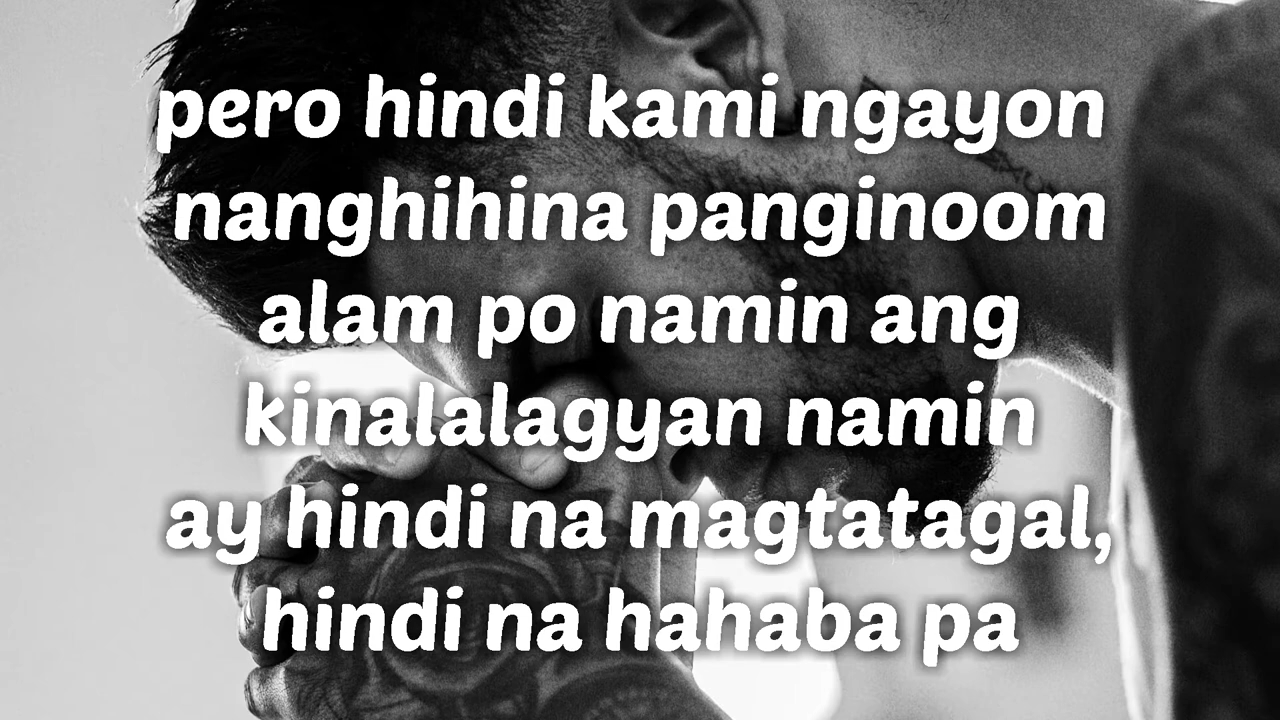 pero hindi kami ngayon
nanghihina panginoom
alam po namin ang
kinalalagyan namin
ay hindi na magtatagal,
hindi na hahaba pa